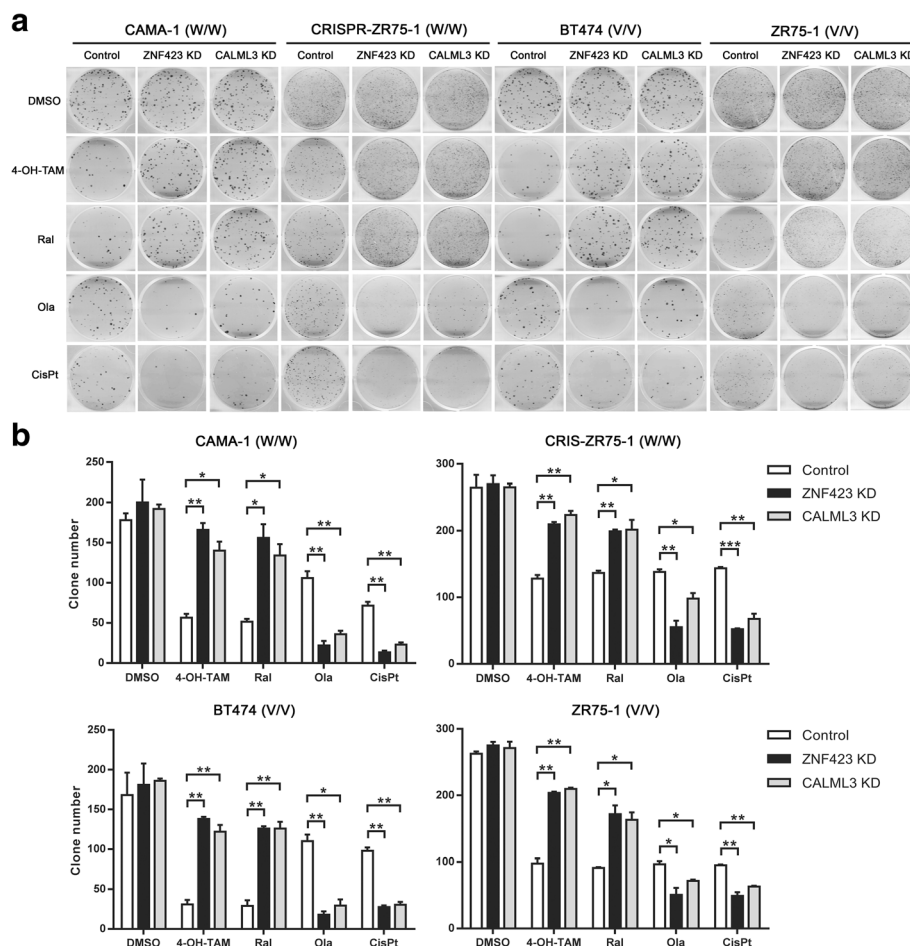 a
CAMA-1 (W/W) CRISPR-ZR75-1 (W/W) BT474 (V/V) ZR75-1 (V/V)
Control ZNF423 KD CALML3 KD Control ZNF423 KD CALML3 KD Control ZNF423 KD CALML3 KD Control ZNF423 KD CALML3 KD
DMSO
4-OH-TAM
Ral
Ola
CisPt
b
CAMA-1 (W/W)
Clone number
250
200
150
100
50
0
* * ** **
** * ** **
DMSO 4-OH-TAM Ral Ola CisPt
CRIS-ZR75-1 (W/W)
300
200
100
0
** * * **
** ** ** ***
DMSO 4-OH-TAM Ral Ola CisPt
Control
ZNF423 KD
CALML3 KD
BT474 (V/V)
Clone number
250
200
150
100
50
0
** ** * **
** ** ** **
DMSO 4-OH-TAM Ral Ola CisPt
ZR75-1 (V/V)
300
200
100
0
** * * **
** * * **
DMSO 4-OH-TAM Ral Ola CisPt
Control
ZNF423 KD
CALML3 KD